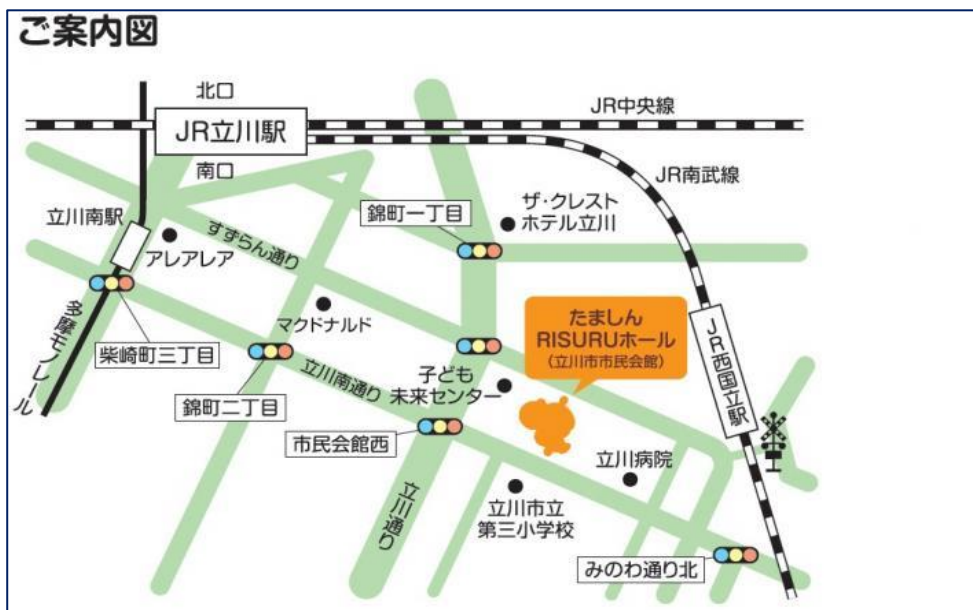 ご案内図
北口
JR中央線
JR立川駅
南口
JR南武線
ザ・クレスト
ホテル立川
錦町一丁目
立川南駅
アレアレア
すずらん通り
多摩モノレール
マクドナルド
たましん
RISURUホール
(立川市市民会館)
柴崎町三丁目
立川南通り
子ども
未来センター
JR西国立駅
錦町二丁目
市民会館西
立川病院
立川通り
立川市立
第三小学校
みのわ通り北